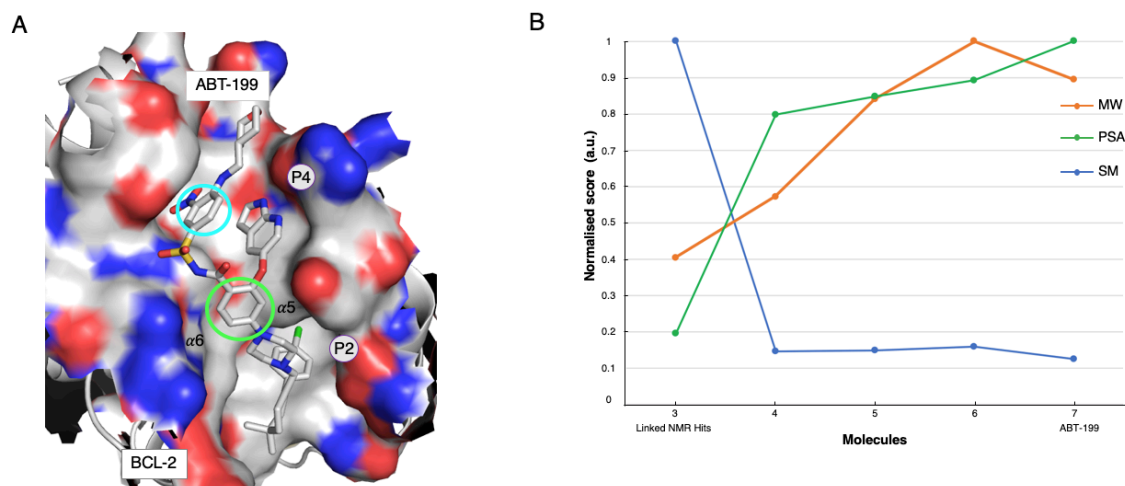 A
ABT-199
P4
α5
α6
P2
BCL-2
B
Normalised score (a.u.)
1
0.9
0.8
0.7
0.6
0.5
0.4
0.3
0.2
0.1
0
MW
PSA
SM
3 4 5 6 7
Linked NMR Hits ABT-199
Molecules